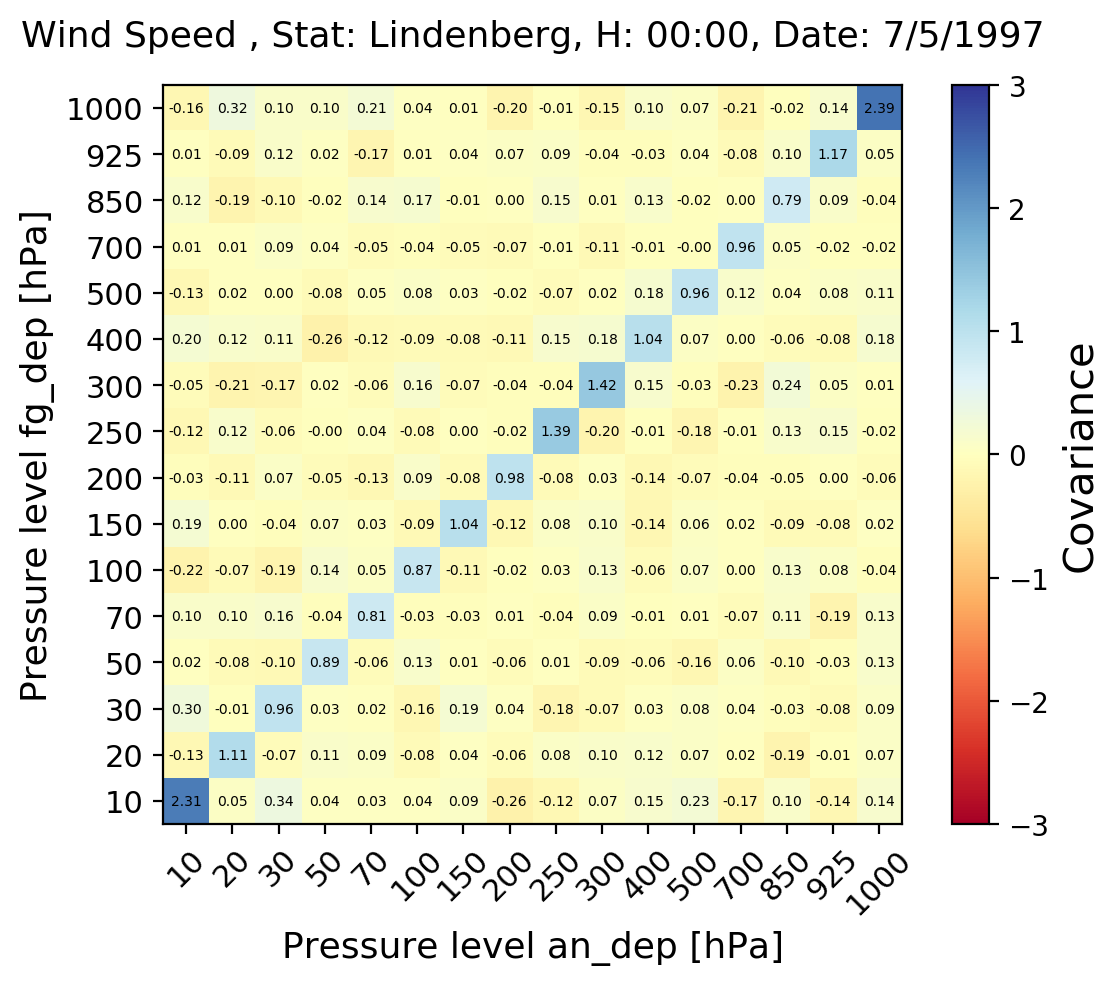 Wind Speed , Stat: Lindenberg, H: 00:00, Date: 7/5/1997
1000 -0.16 0.32 0.10 0.10 0.21 0.04 0.01 -0.20 -0.01 -0.15 0.10 0.07 -0.21 -0.02 0.14 2.39
925 0.01 -0.09 0.12 0.02 -0.17 0.01 0.04 0.07 0.09 -0.04 -0.03 0.04 -0.08 0.10 1.17 0.05
850 0.12 -0.19 -0.10 -0.02 0.14 0.17 -0.01 0.00 0.15 0.01 0.13 -0.02 0.00 0.79 0.09 -0.04
700 0.01 0.01 0.09 0.04 -0.05 -0.04 -0.05 -0.07 -0.01 -0.11 -0.01 -0.00 0.96 0.05 -0.02 -0.02
500 -0.13 0.02 0.00 -0.08 0.05 0.08 0.03 -0.02 -0.07 0.02 0.18 0.96 0.12 0.04 0.08 0.11
400 0.20 0.12 0.11 -0.26 -0.12 -0.09 -0.08 -0.11 0.15 0.18 1.04 0.07 0.00 -0.06 -0.08 0.18
300 -0.05 -0.21 -0.17 0.02 -0.06 0.16 -0.07 -0.04 -0.04 1.42 0.15 -0.03 -0.23 0.24 0.05 0.01
250 -0.12 0.12 -0.06 -0.00 0.04 -0.08 0.00 -0.02 1.39 -0.20 -0.01 -0.18 -0.01 0.13 0.15 -0.02
200 -0.03 -0.11 0.07 -0.05 -0.13 0.09 -0.08 0.98 -0.08 0.03 -0.14 -0.07 -0.04 -0.05 0.00 -0.06
150 0.19 0.00 -0.04 0.07 0.03 -0.09 1.04 -0.12 0.08 0.10 -0.14 0.06 0.02 -0.09 -0.08 0.02
100 -0.22 -0.07 -0.19 0.14 0.05 0.87 -0.11 -0.02 0.03 0.13 -0.06 0.07 0.00 0.13 0.08 -0.04
70 0.10 0.10 0.16 -0.04 0.81 -0.03 -0.03 0.01 -0.04 0.09 -0.01 0.01 -0.07 0.11 -0.19 0.13
50 0.02 -0.08 -0.10 0.89 -0.06 0.13 0.01 -0.06 0.01 -0.09 -0.06 -0.16 0.06 -0.10 -0.03 0.13
30 0.30 -0.01 0.96 0.03 0.02 -0.16 0.19 0.04 -0.18 -0.07 0.03 0.08 0.04 -0.03 -0.08 0.09
20 -0.13 1.11 -0.07 0.11 0.09 -0.08 0.04 -0.06 0.08 0.10 0.12 0.07 0.02 -0.19 -0.01 0.07
10 2.31 0.05 0.34 0.04 0.03 0.04 0.09 -0.26 -0.12 0.07 0.15 0.23 -0.17 0.10 -0.14 0.14
10 20 30 50 70 100 150 200 250 300 400 500 700 850 925 1000
Pressure level an_dep [hPa]
Pressure level fg_dep [hPa]
3
2
1
0
−1
−2
−3
Covariance